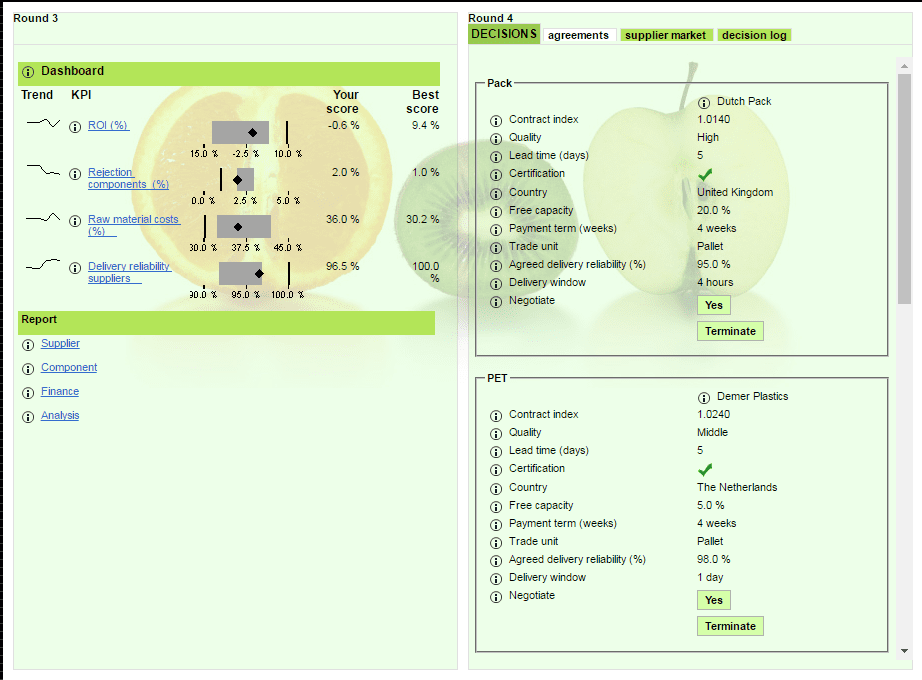 Round 3
Dashboard
Trend KPI Your score Best score
ROI (%) -0.6 % 9.4 %
15.0 % -2.5 % 10.0 %
Rejection components (%) 2.0 % 1.0 %
0.0 % 2.5 % 5.0 %
Raw material costs (%) 36.0 % 30.2 %
30.0 % 37.5 % 45.0 %
Delivery reliability suppliers 96.5 % 100.0 %
90.0 % 95.0 % 100.0 %
Report
Supplier
Component
Finance
Analysis
Round 4
DECISIONS agreements supplier market decision log
Pack
Dutch Pack
Contract index 1.0140
Quality High
Lead time (days) 5
Certification
Country United Kingdom
Free capacity 20.0 %
Payment term (weeks) 4 weeks
Trade unit Pallet
Agreed delivery reliability (%) 95.0 %
Delivery window 4 hours
Negotiate Yes
Terminate
PET
Demer Plastics
Contract index 1.0240
Quality Middle
Lead time (days) 5
Certification
Country The Netherlands
Free capacity 5.0 %
Payment term (weeks) 4 weeks
Trade unit Pallet
Agreed delivery reliability (%) 98.0 %
Delivery window 1 day
Negotiate Yes
Terminate